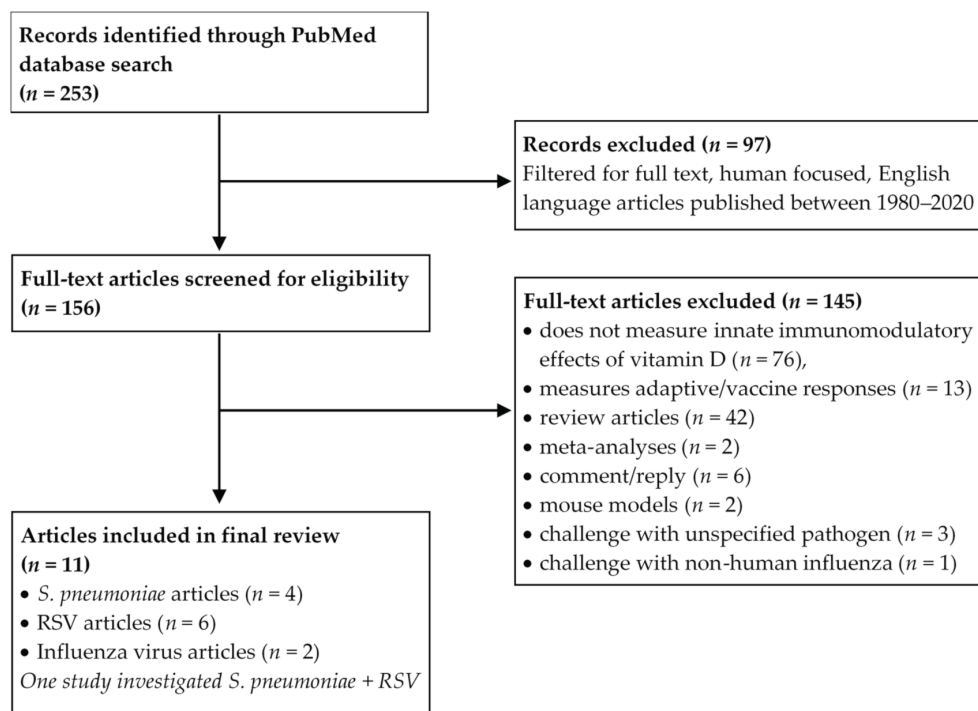 Records identified through PubMed
database search
(n = 253)
Records excluded (n = 97)
Filtered for full text, human focused, English
language articles published between 1980–2020
Full-text articles screened for eligibility
(n = 156)
Full-text articles excluded (n = 145)
• does not measure innate immunomodulatory
effects of vitamin D (n = 76),
• measures adaptive/vaccine responses (n = 13)
• review articles (n = 42)
• meta-analyses (n = 2)
• comment/reply (n = 6)
• mouse models (n = 2)
• challenge with unspecified pathogen (n = 3)
• challenge with non-human influenza (n = 1)
Articles included in final review
(n = 11)
• S. pneumoniae articles (n = 4)
• RSV articles (n = 6)
• Influenza virus articles (n = 2)
One study investigated S. pneumoniae + RSV